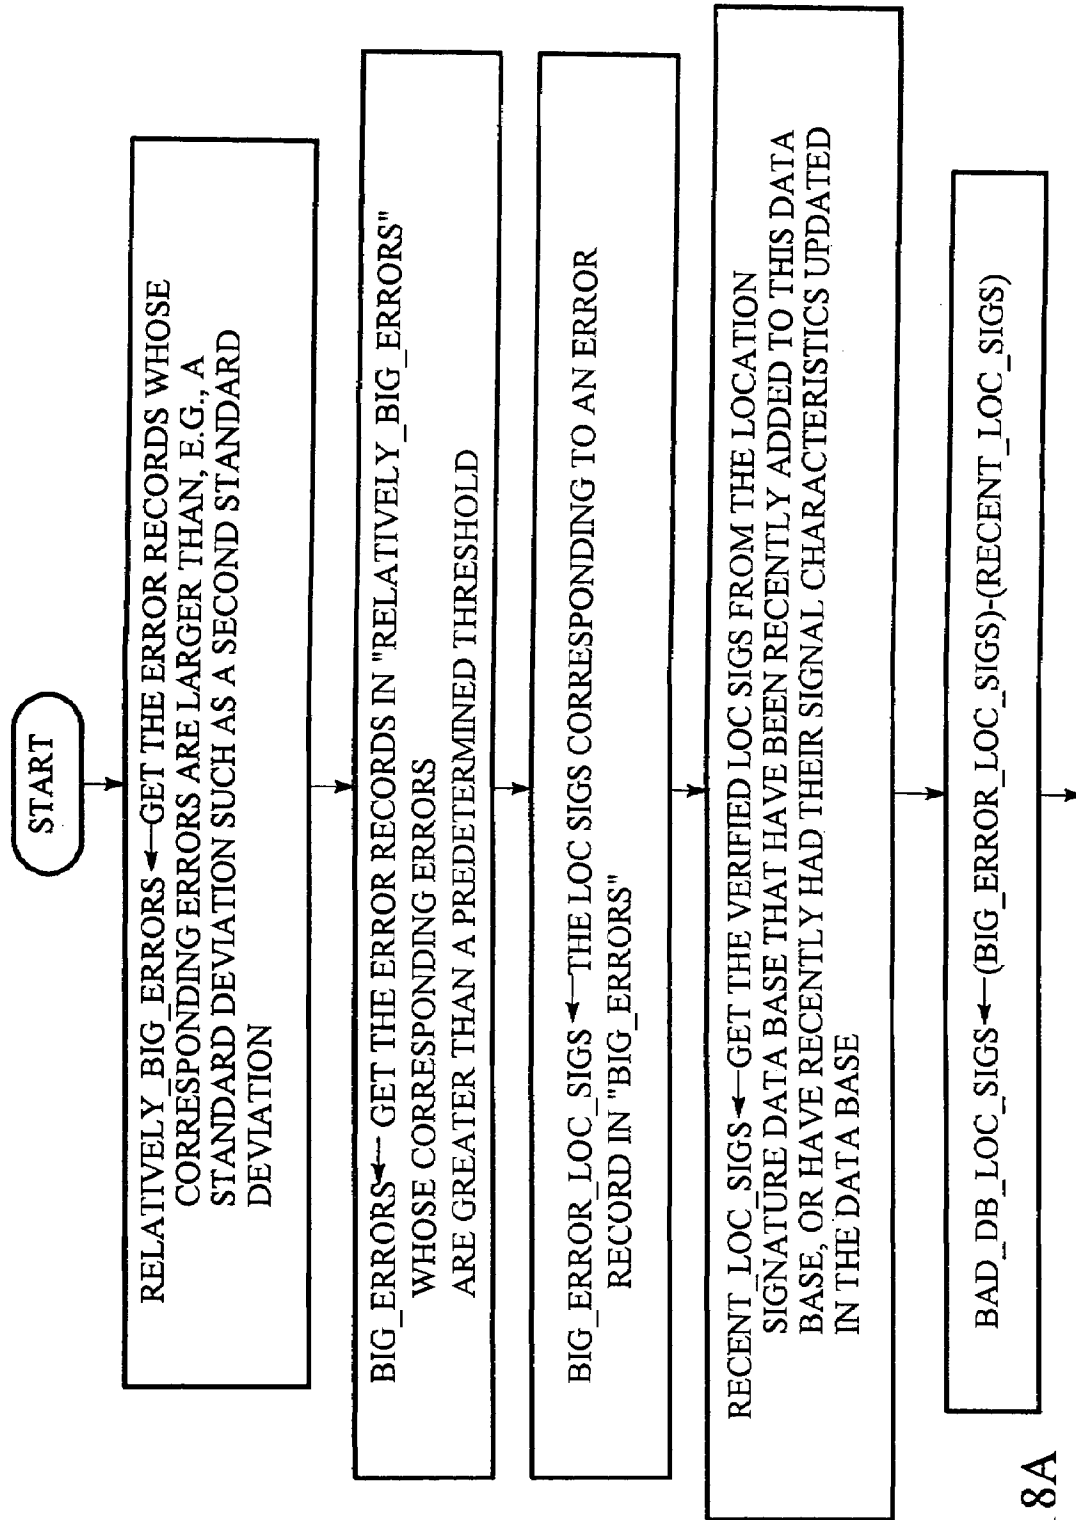 START
RELATIVELY_BIG_ERRORS←GET THE ERROR RECORDS WHOSE
CORRESPONDING ERRORS ARE LARGER THAN, E.G., A
STANDARD DEVIATION SUCH AS A SECOND STANDARD
DEVIATION
BIG_ERRORS← GET THE ERROR RECORDS IN "RELATIVELY_BIG_ERRORS"
WHOSE CORRESPONDING ERRORS
ARE GREATER THAN A PREDETERMINED THRESHOLD
BIG_ERROR_LOC_SIGS←THE LOC SIGS CORRESPONDING TO AN ERROR
RECORD IN "BIG_ERRORS"
RECENT_LOC_SIGS←GET THE VERIFIED LOC SIGS FROM THE LOCATION
SIGNATURE DATA BASE THAT HAVE BEEN RECENTLY ADDED TO THIS DATA
BASE, OR HAVE RECENTLY HAD THEIR SIGNAL CHARACTERISTICS UPDATED
IN THE DATA BASE
BAD_DB_LOC_SIGS←(BIG_ERROR_LOC_SIGS)-(RECENT_LOC_SIGS)
8A